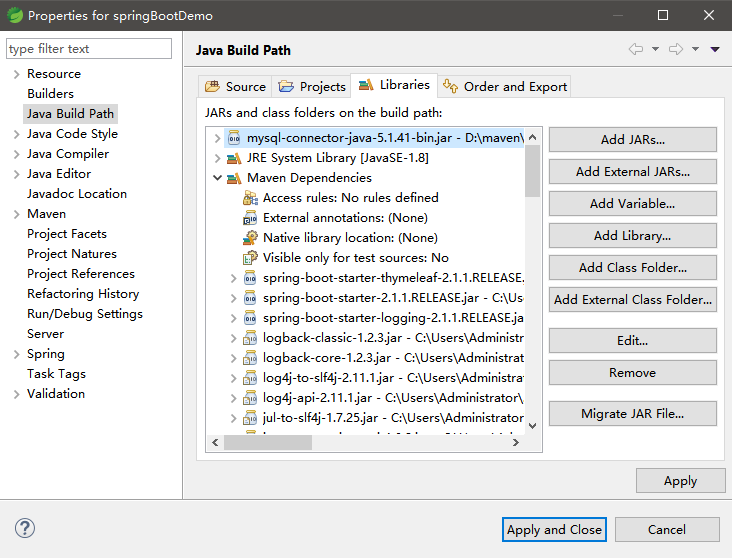 Properties for springBootDemo
type filter text
Resource
Builders
Java Build Path
Java Code Style
Java Compiler
Java Editor
Javadoc Location
Maven
Project Facets
Project Natures
Project References
Refactoring History
Run/Debug Settings
Server
Spring
Task Tags
Validation
Java Build Path
Source Projects Libraries Order and Export
JARs and class folders on the build path:
mysql-connector-java-5.1.41-bin.jar - D:\maven\
JRE System Library [JavaSE-1.8]
Maven Dependencies
Access rules: No rules defined
External annotations: (None)
Native library location: (None)
Visible only for test sources: No
spring-boot-starter-thymeleaf-2.1.1.RELEASE.
spring-boot-starter-2.1.1.RELEASE.jar - C:\Us
spring-boot-starter-logging-2.1.1.RELEASE.ja
logback-classic-1.2.3.jar - C:\Users\Administra
logback-core-1.2.3.jar - C:\Users\Administrat
log4j-to-slf4j-2.11.1.jar - C:\Users\Administra
log4j-api-2.11.1.jar - C:\Users\Administrator\
jul-to-slf4j-1.7.25.jar - C:\Users\Administrator
Add JARs...
Add External JARs...
Add Variable...
Add Library...
Add Class Folder...
Add External Class Folder...
Edit...
Remove
Migrate JAR File...
Apply
Apply and Close
Cancel